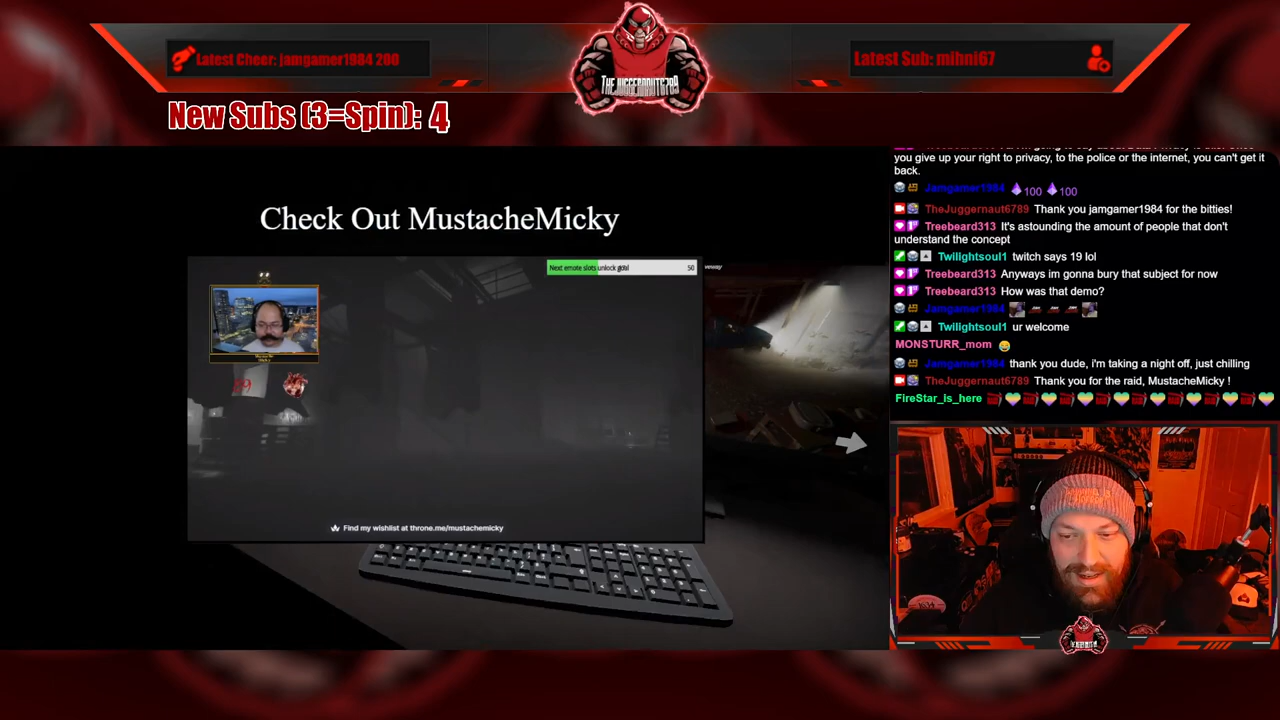 Latest Cheer: jamgamer1984 200
THEJUGGERNAUT6789
Latest Sub: mihni67
New Subs (3=Spin): 4
Check Out MustacheMicky
Next emote slots unlock goal
50
Find my wishlist at throne.me/mustachemicky
you give up your right to privacy, to the police or the internet, you can't get it
back.
Jamgamer1984 100 100
TheJuggernaut6789 Thank you jamgamer1984 for the bitties!
Treebeard313 It's astounding the amount of people that don't
understand the concept
Twilightsoul1 twitch says 19 lol
Treebeard313 Anyways im gonna bury that subject for now
Treebeard313 How was that demo?
Jamgamer1984
Twilightsoul1 ur welcome
MONSTURR_mom
Jamgamer1984 thank you dude, i'm taking a night off, just chilling
TheJuggernaut6789 Thank you for the raid, MustacheMicky !
FireStar_is_here